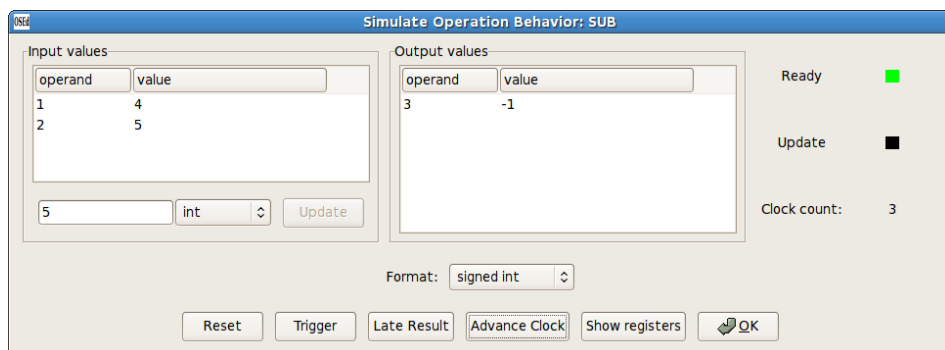 OSEd Simulate Operation Behavior: SUB
Input values
operand value
1 4
2 5
5 int Update
Output values
operand value
3 -1
Ready
Update
Clock count: 3
Format: signed int
Reset Trigger Late Result Advance Clock Show registers OK